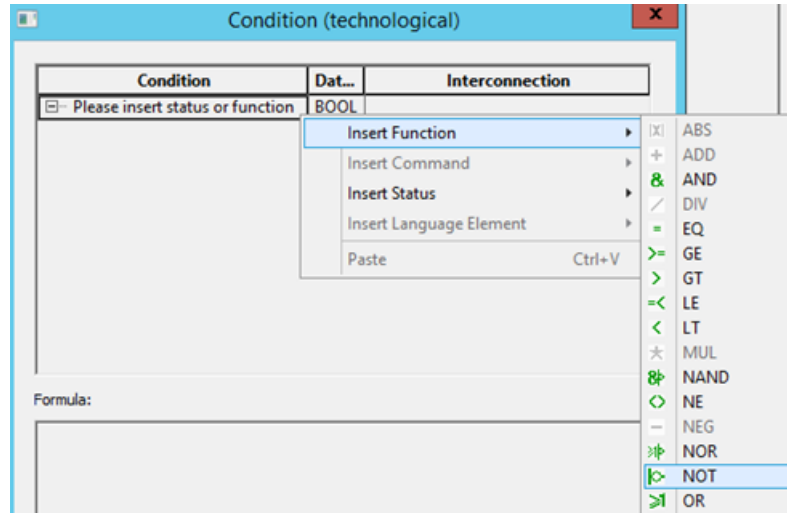 Condition (technological)
x
Condition Dat... Interconnection
Please insert status or function BOOL
Insert Function
Insert Command
Insert Status
Insert Language Element
Paste Ctrl+V
|X| ABS
+ ADD
& AND
/ DIV
= EQ
>= GE
> GT
=< LE
< LT
* MUL
& NAND
<> NE
− NEG
≥1 NOR
NOT
≥1 OR
Formula: